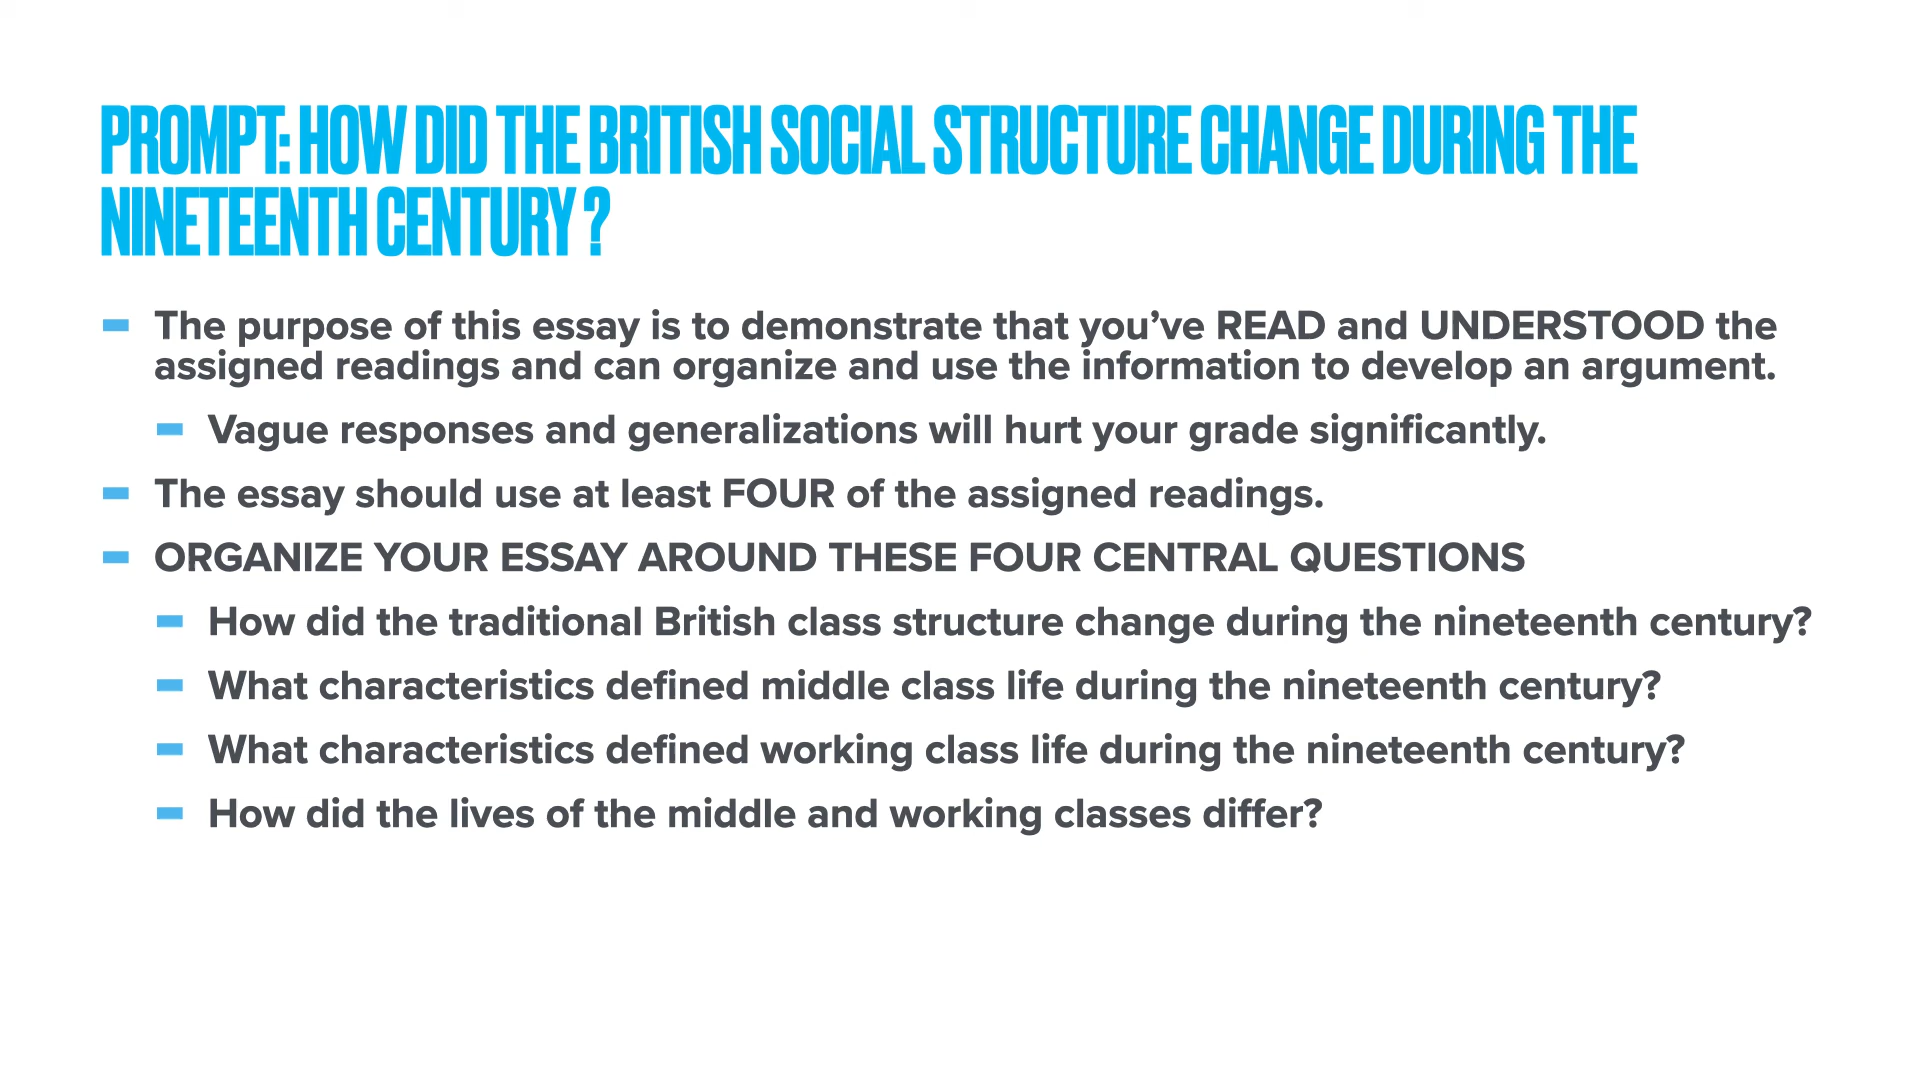 PROMPT: HOW DID THE BRITISH SOCIAL STRUCTURE CHANGE DURING THE
NINETEENTH CENTURY ?
The purpose of this essay is to demonstrate that you’ve READ and UNDERSTOOD the
assigned readings and can organize and use the information to develop an argument.
Vague responses and generalizations will hurt your grade significantly.
The essay should use at least FOUR of the assigned readings.
ORGANIZE YOUR ESSAY AROUND THESE FOUR CENTRAL QUESTIONS
How did the traditional British class structure change during the nineteenth century?
What characteristics defined middle class life during the nineteenth century?
What characteristics defined working class life during the nineteenth century?
How did the lives of the middle and working classes differ?